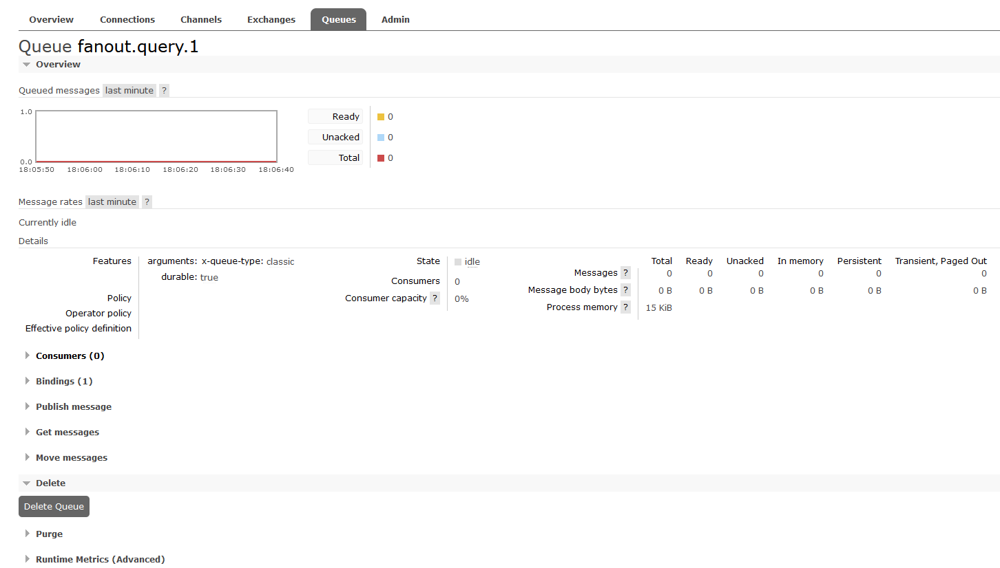 Overview Connections Channels Exchanges Queues Admin
Queue fanout.query.1
Overview
Queued messages last minute ?
1.0
0.0
18:05:50 18:06:00 18:06:10 18:06:20 18:06:30 18:06:40
Ready 0
Unacked 0
Total 0
Message rates last minute ?
Currently idle
Details
Features arguments: x-queue-type: classic
durable: true
Policy
Operator policy
Effective policy definition
State idle
Consumers 0
Consumer capacity ? 0%
Total Ready Unacked In memory Persistent Transient, Paged Out
Messages ? 0 0 0 0 0 0
Message body bytes ? 0 B 0 B 0 B 0 B 0 B 0 B
Process memory ? 15 KiB
Consumers (0)
Bindings (1)
Publish message
Get messages
Move messages
Delete
Delete Queue
Purge
Runtime Metrics (Advanced)